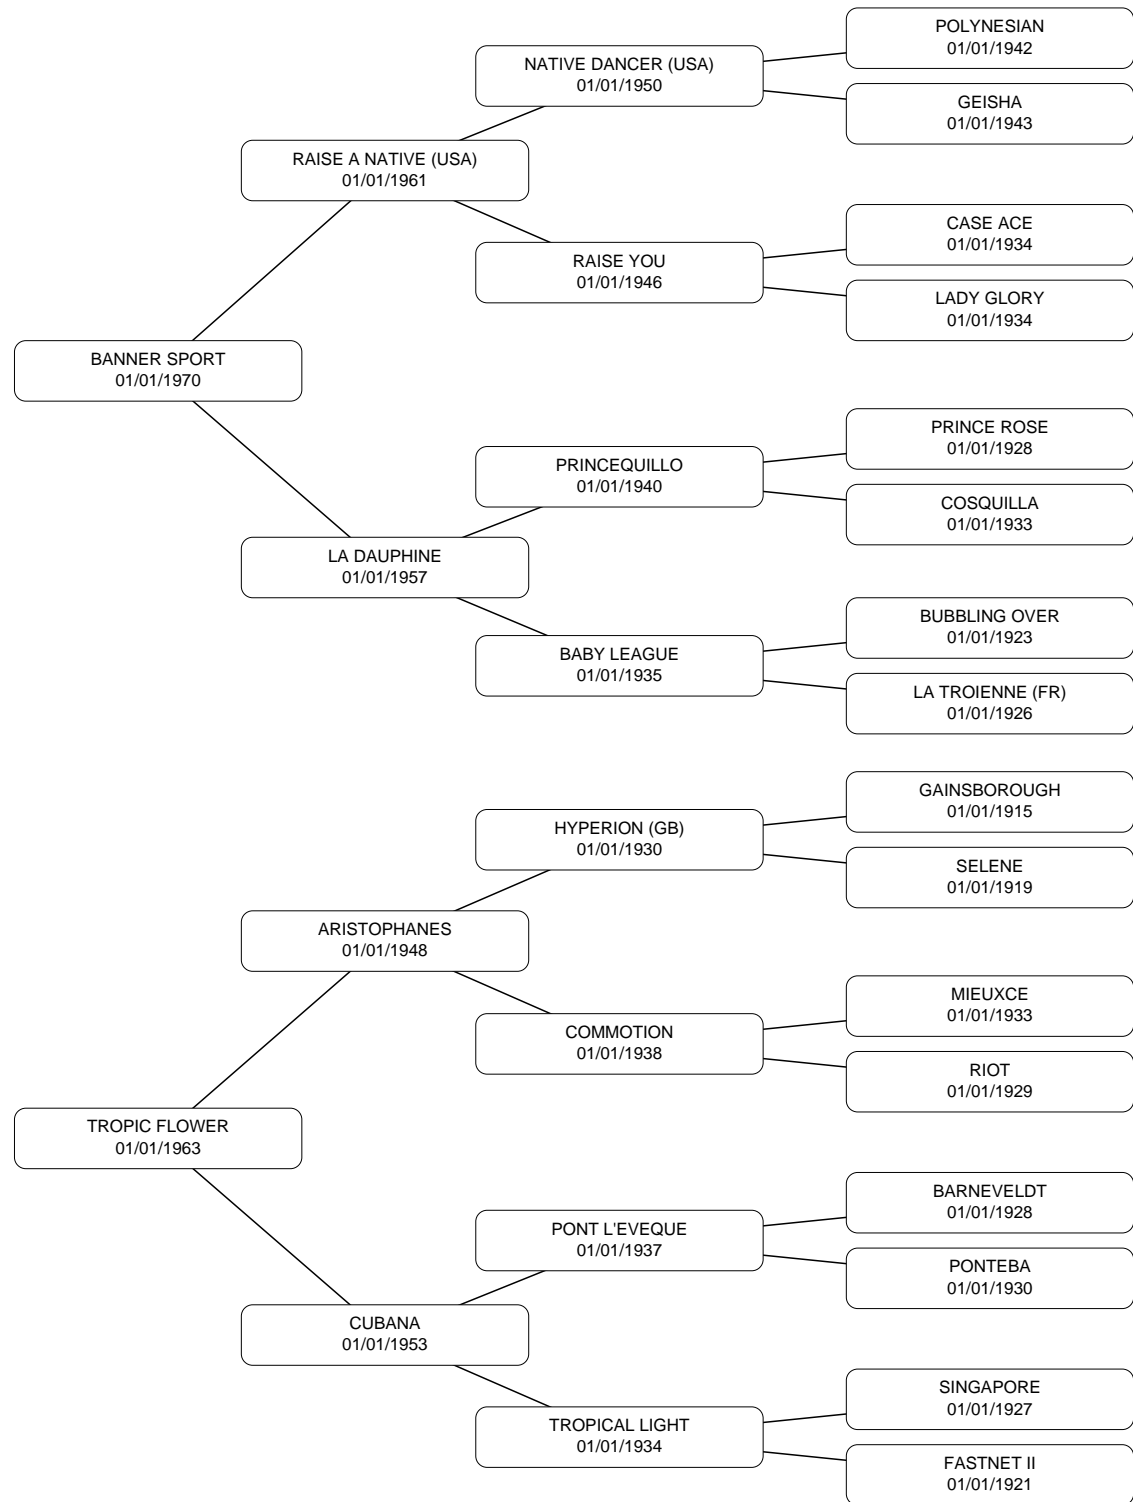 POLYNESIAN
01/01/1942
NATIVE DANCER (USA)
01/01/1950
GEISHA
01/01/1943
RAISE A NATIVE (USA)
01/01/1961
CASE ACE
01/01/1934
RAISE YOU
01/01/1946
LADY GLORY
01/01/1934
BANNER SPORT
01/01/1970
PRINCE ROSE
01/01/1928
PRINCEQUILLO
01/01/1940
COSQUILLA
01/01/1933
LA DAUPHINE
01/01/1957
BUBBLING OVER
01/01/1923
BABY LEAGUE
01/01/1935
LA TROIENNE (FR)
01/01/1926
GAINSBOROUGH
01/01/1915
HYPERION (GB)
01/01/1930
SELENE
01/01/1919
ARISTOPHANES
01/01/1948
MIEUXCE
01/01/1933
COMMOTION
01/01/1938
RIOT
01/01/1929
TROPIC FLOWER
01/01/1963
BARNEVELDT
01/01/1928
PONT L'EVEQUE
01/01/1937
PONTEBA
01/01/1930
CUBANA
01/01/1953
SINGAPORE
01/01/1927
TROPICAL LIGHT
01/01/1934
FASTNET II
01/01/1921